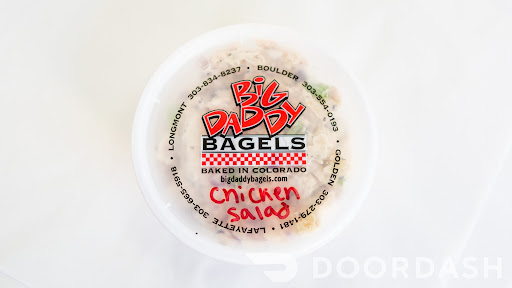 • BOULDER 303-554-0193
• GOLDEN 303-279-1481
• LAFAYETTE 303-665-5918
• LONGMONT 303-834-8237
BIG
DADDY
BAGELS
BAKED IN COLORADO
bigdaddybagels.com
Chicken
Salad
DOORDASH